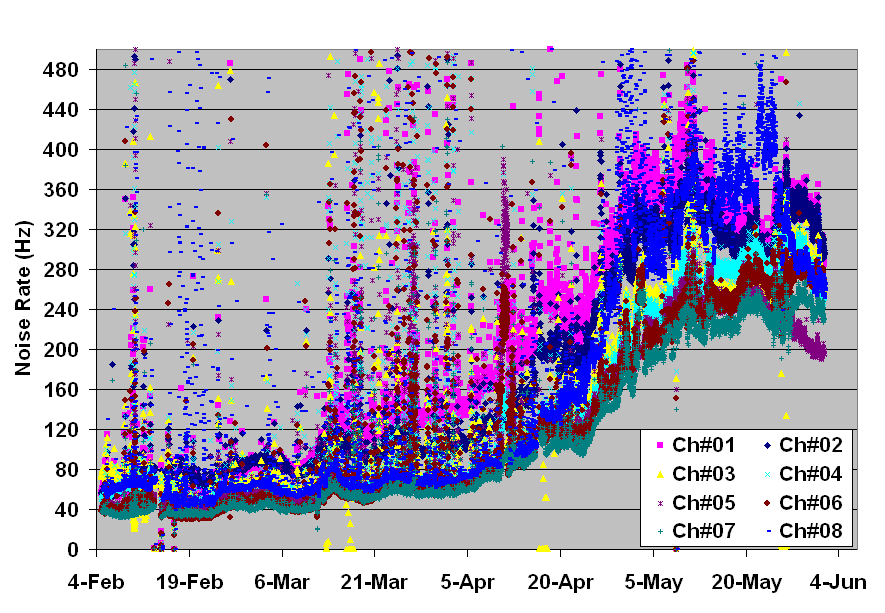 480
440
400
360
320
280
240
200
160
120
80
40
0
Noise Rate (Hz)
4-Feb 19-Feb 6-Mar 21-Mar 5-Apr 20-Apr 5-May 20-May 4-Jun
Ch#01 Ch#02
Ch#03 Ch#04
Ch#05 Ch#06
Ch#07 Ch#08